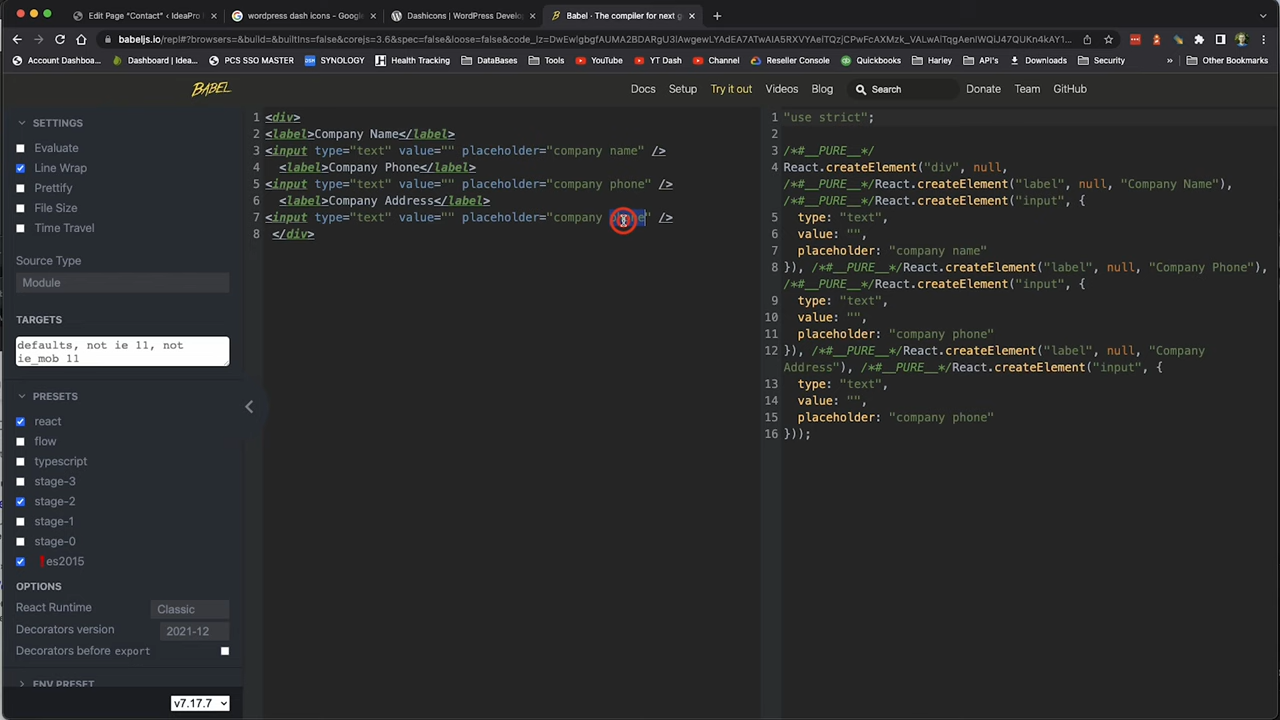 Edit Page "Contact" ‹ IdeaPro
wordpress dash icons - Google
Dashicons | WordPress Develo
Babel · The compiler for next g
babeljs.io/repl#?browsers=&build=&builtIns=false&corejs=3.6&spec=false&loose=false&code_lz=
Account Dashboa...
Dashboard | Idea...
PCS SSO MASTER
SYNOLOGY
Health Tracking
DataBases
Tools
YouTube
YT Dash
Channel
Reseller Console
Quickbooks
Harley
API's
Downloads
Security
»
Other Bookmarks
BABEL
Docs
Setup
Try it out
Videos
Blog
Search
Donate
Team
GitHub
SETTINGS
Evaluate
Line Wrap
Prettify
File Size
Time Travel
Source Type
Module
TARGETS
defaults, not ie 11, not
ie_mob 11
PRESETS
react
flow
typescript
stage-3
stage-2
stage-1
stage-0
es2015
OPTIONS
React Runtime Classic
Decorators version 2021-12
Decorators before export
ENV PRESET
v7.17.7
1 <div>
2 <label>Company Name</label>
3 <input type="text" value="" placeholder="company name" />
4 <label>Company Phone</label>
5 <input type="text" value="" placeholder="company phone" />
6 <label>Company Address</label>
7 <input type="text" value="" placeholder="company phone" />
8 </div>
1 "use strict";
2
3 /*#__PURE__*/
4 React.createElement("div", null,
/*#__PURE__*/React.createElement("label", null, "Company Name"),
/*#__PURE__*/React.createElement("input", {
5 type: "text",
6 value: "",
7 placeholder: "company name"
8 }), /*#__PURE__*/React.createElement("label", null, "Company Phone"),
/*#__PURE__*/React.createElement("input", {
9 type: "text",
10 value: "",
11 placeholder: "company phone"
12 }), /*#__PURE__*/React.createElement("label", null, "Company
Address"), /*#__PURE__*/React.createElement("input", {
13 type: "text",
14 value: "",
15 placeholder: "company phone"
16 }));